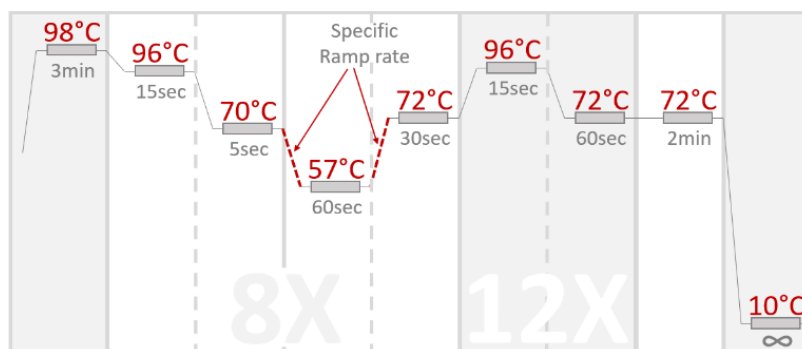 98°C
3min
96°C
15sec
70°C
5sec
Specific
Ramp rate
57°C
60sec
72°C
30sec
96°C
15sec
72°C
60sec
72°C
2min
10°C
∞
8X
12X